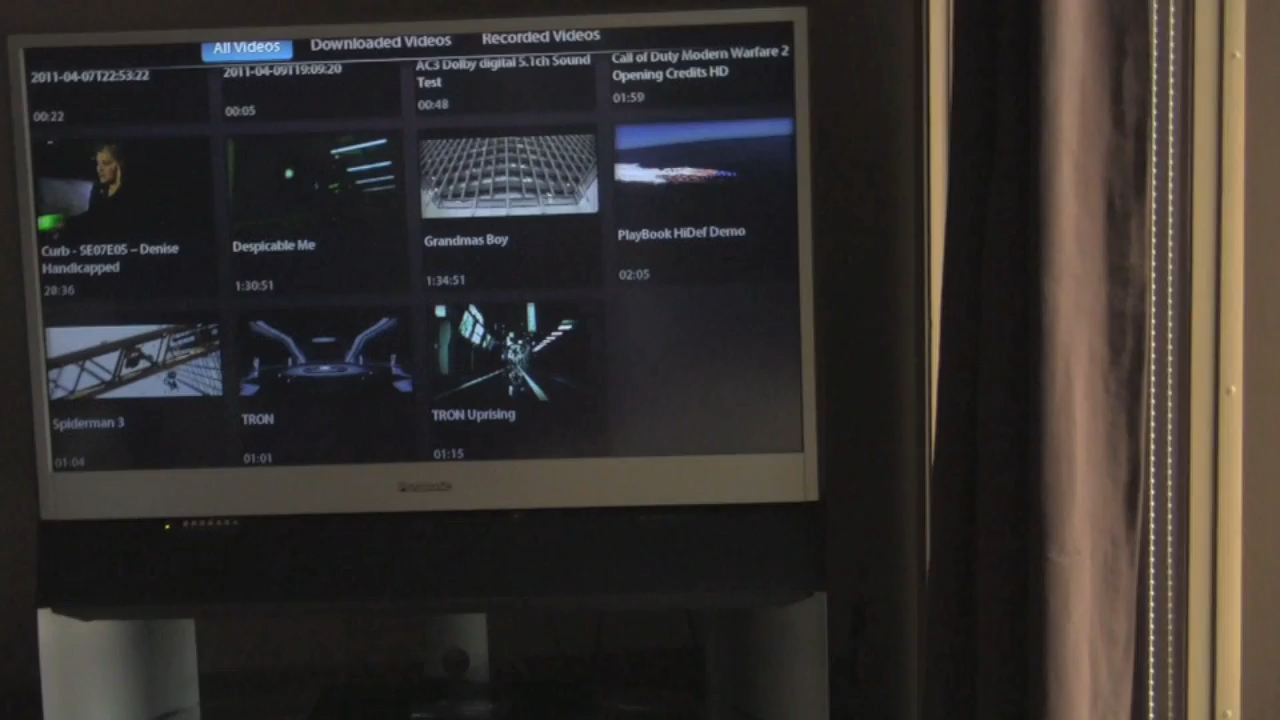 All Videos Downloaded Videos Recorded Videos
2011-04-07T22:53:22
00:22
2011-04-09T19:09:20
00:05
AC3 Dolby digital 5.1ch Sound
Test
00:48
Call of Duty Modern Warfare 2
Opening Credits HD
01:59
Curb - SE07E05 – Denise
Handicapped
28:36
Despicable Me
1:30:51
Grandmas Boy
1:34:51
PlayBook HiDef Demo
02:05
Spiderman 3
01:04
TRON
01:01
TRON Uprising
01:15